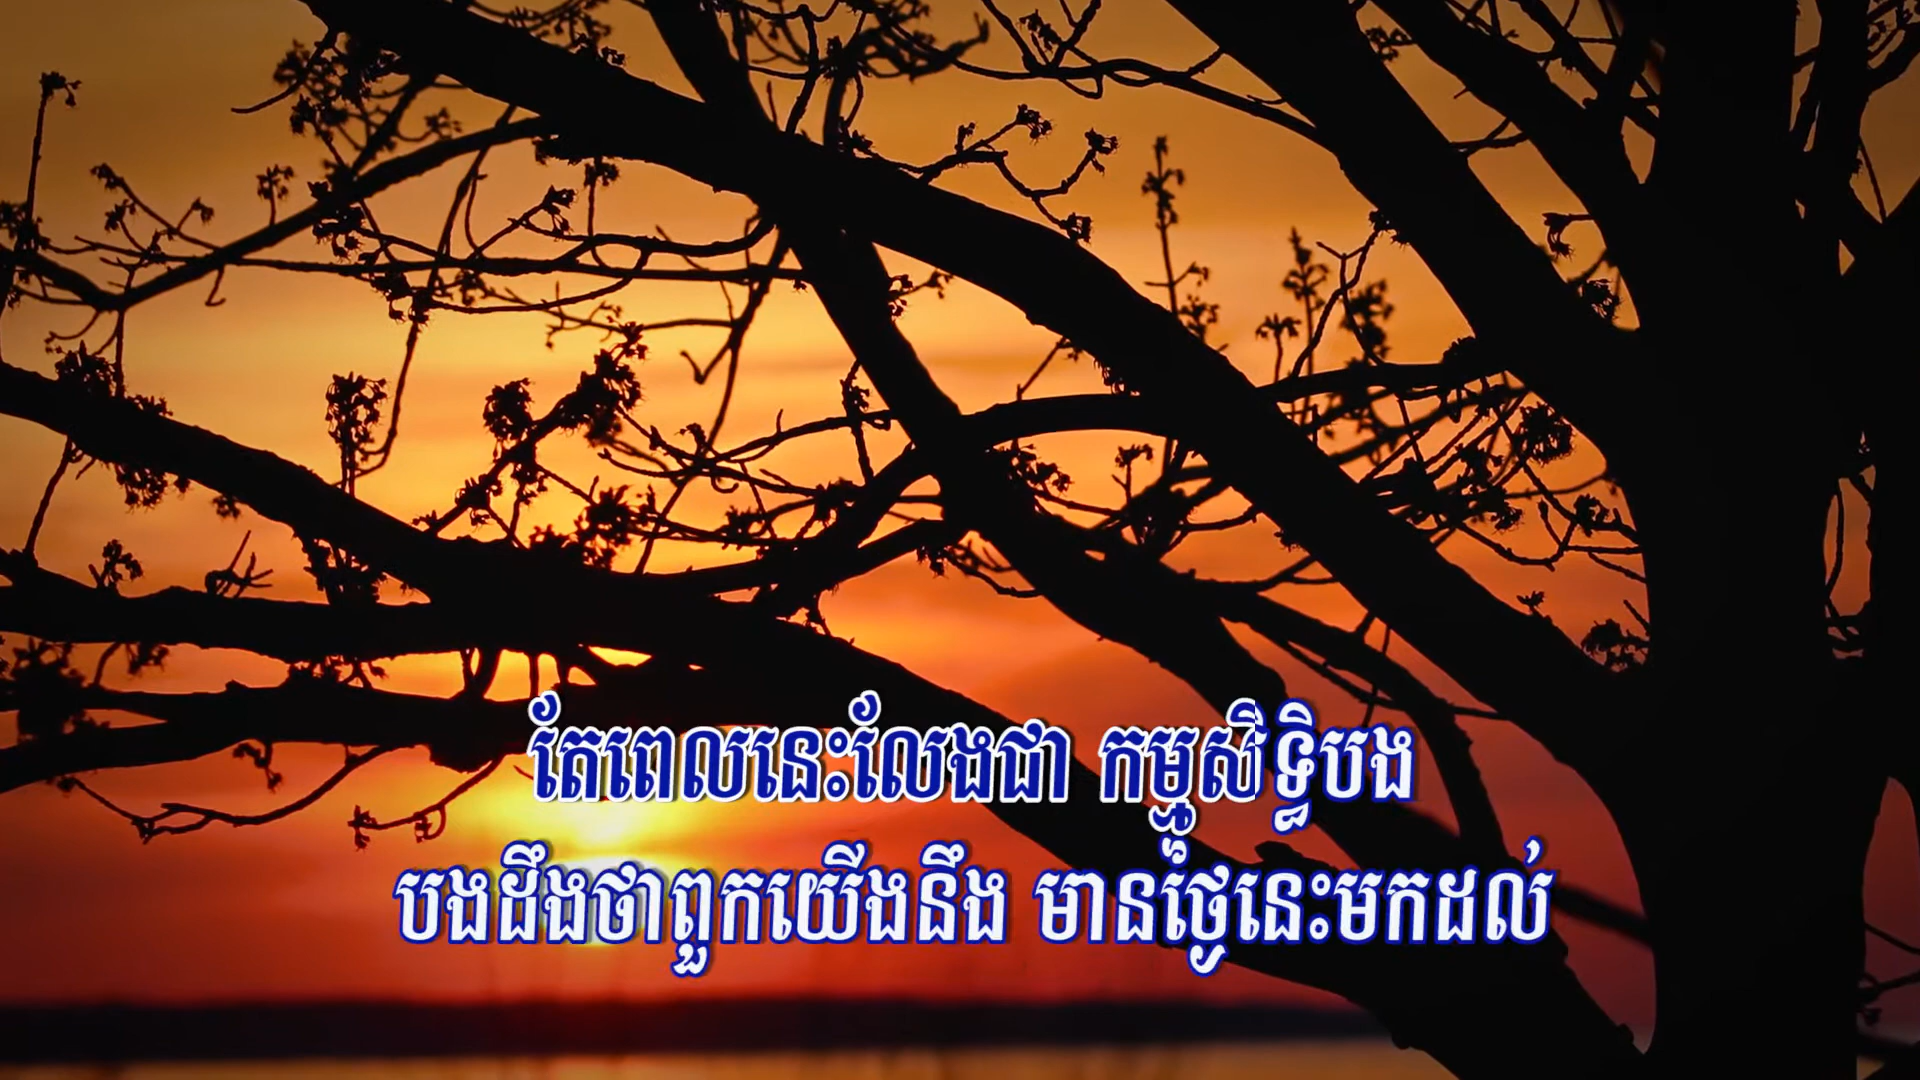 តែពេលនេះលែងជា កម្មសិទ្ធិបង
បងដឹងថាពួកយើងនឹង មានថ្ងៃនេះមកដល់